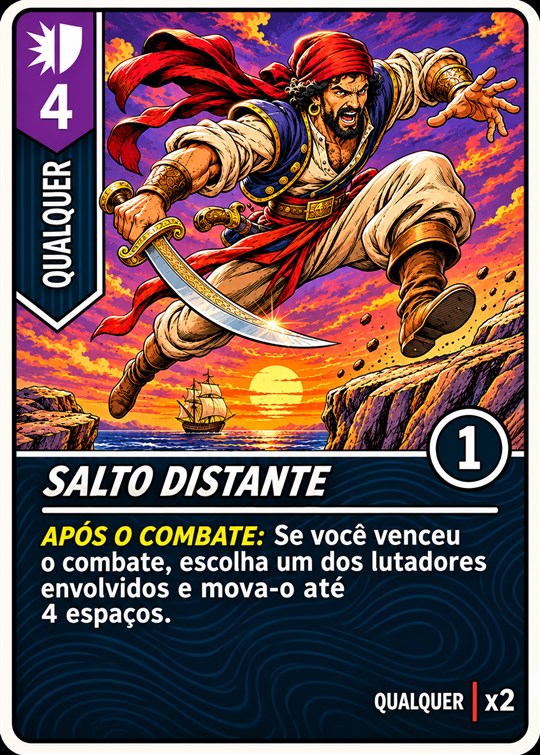 4
QUALQUER
1
SALTO DISTANTE
APÓS O COMBATE: Se você venceu
o combate, escolha um dos lutadores
envolvidos e mova-o até
4 espaços.
QUALQUER | x2